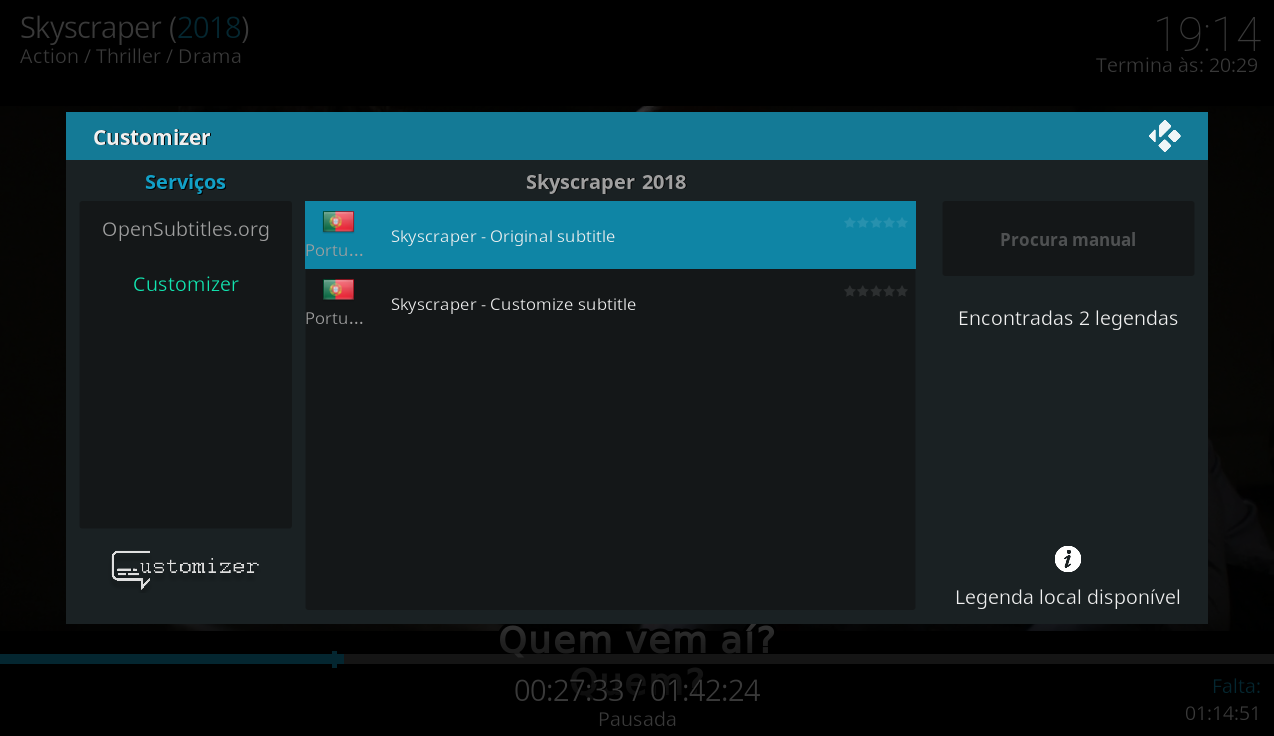 Skyscraper (2018)
Action / Thriller / Drama
19:14
Termina às: 20:29
Customizer
Serviços
OpenSubtitles.org
Customizer
ustomizer
Skyscraper 2018
Portu...
Skyscraper - Original subtitle
Portu...
Skyscraper - Customize subtitle
Procura manual
Encontradas 2 legendas
i
Legenda local disponível
Quem vem aí?
Quem?
00:27:33 / 01:42:24
Pausada
Falta:
01:14:51